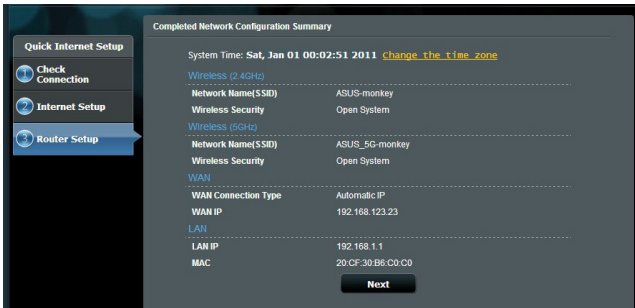 Completed Network Configuration Summary
Quick Internet Setup
1 Check Connection
2 Internet Setup
3 Router Setup
System Time: Sat, Jan 01 00:02:51 2011 Change the time zone
Wireless (2.4GHz)
Network Name(SSID) ASUS-monkey
Wireless Security Open System
Wireless (5GHz)
Network Name(SSID) ASUS_5G-monkey
Wireless Security Open System
WAN
WAN Connection Type Automatic IP
WAN IP 192.168.123.23
LAN
LAN IP 192.168.1.1
MAC 20:CF:30:B6:C0:C0
Next